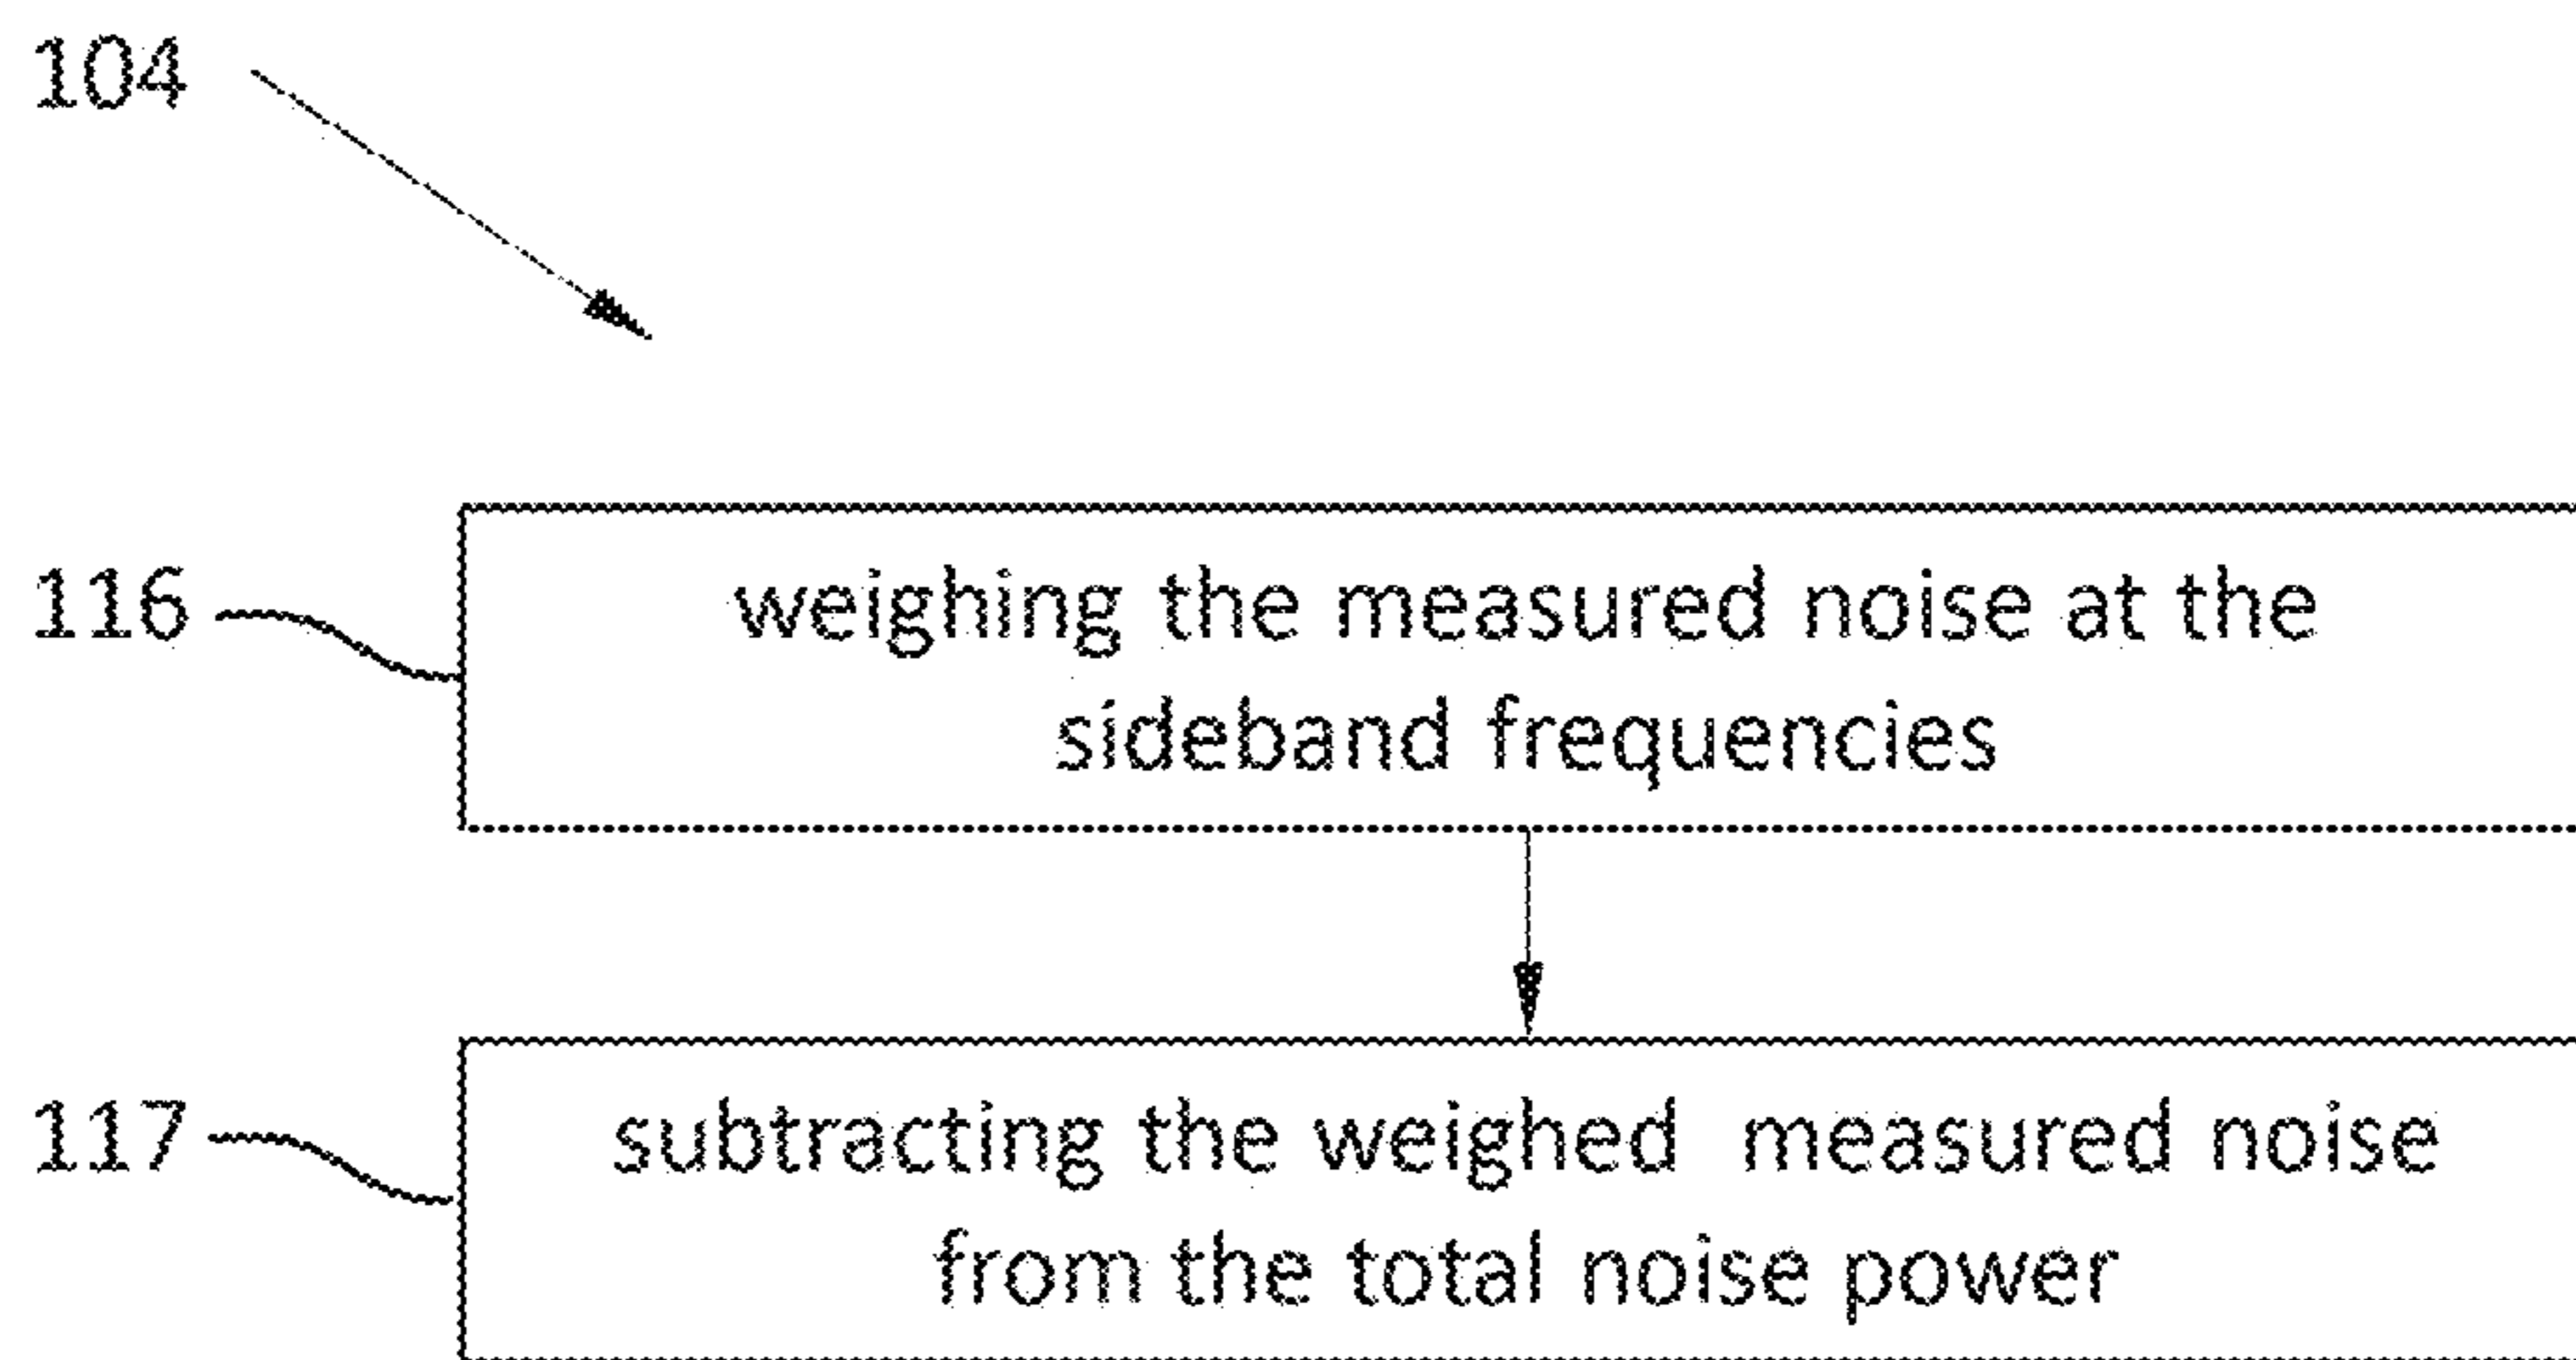 104
116
weighing the measured noise at the
sideband frequencies
117
subtracting the weighed measured noise
from the total noise power